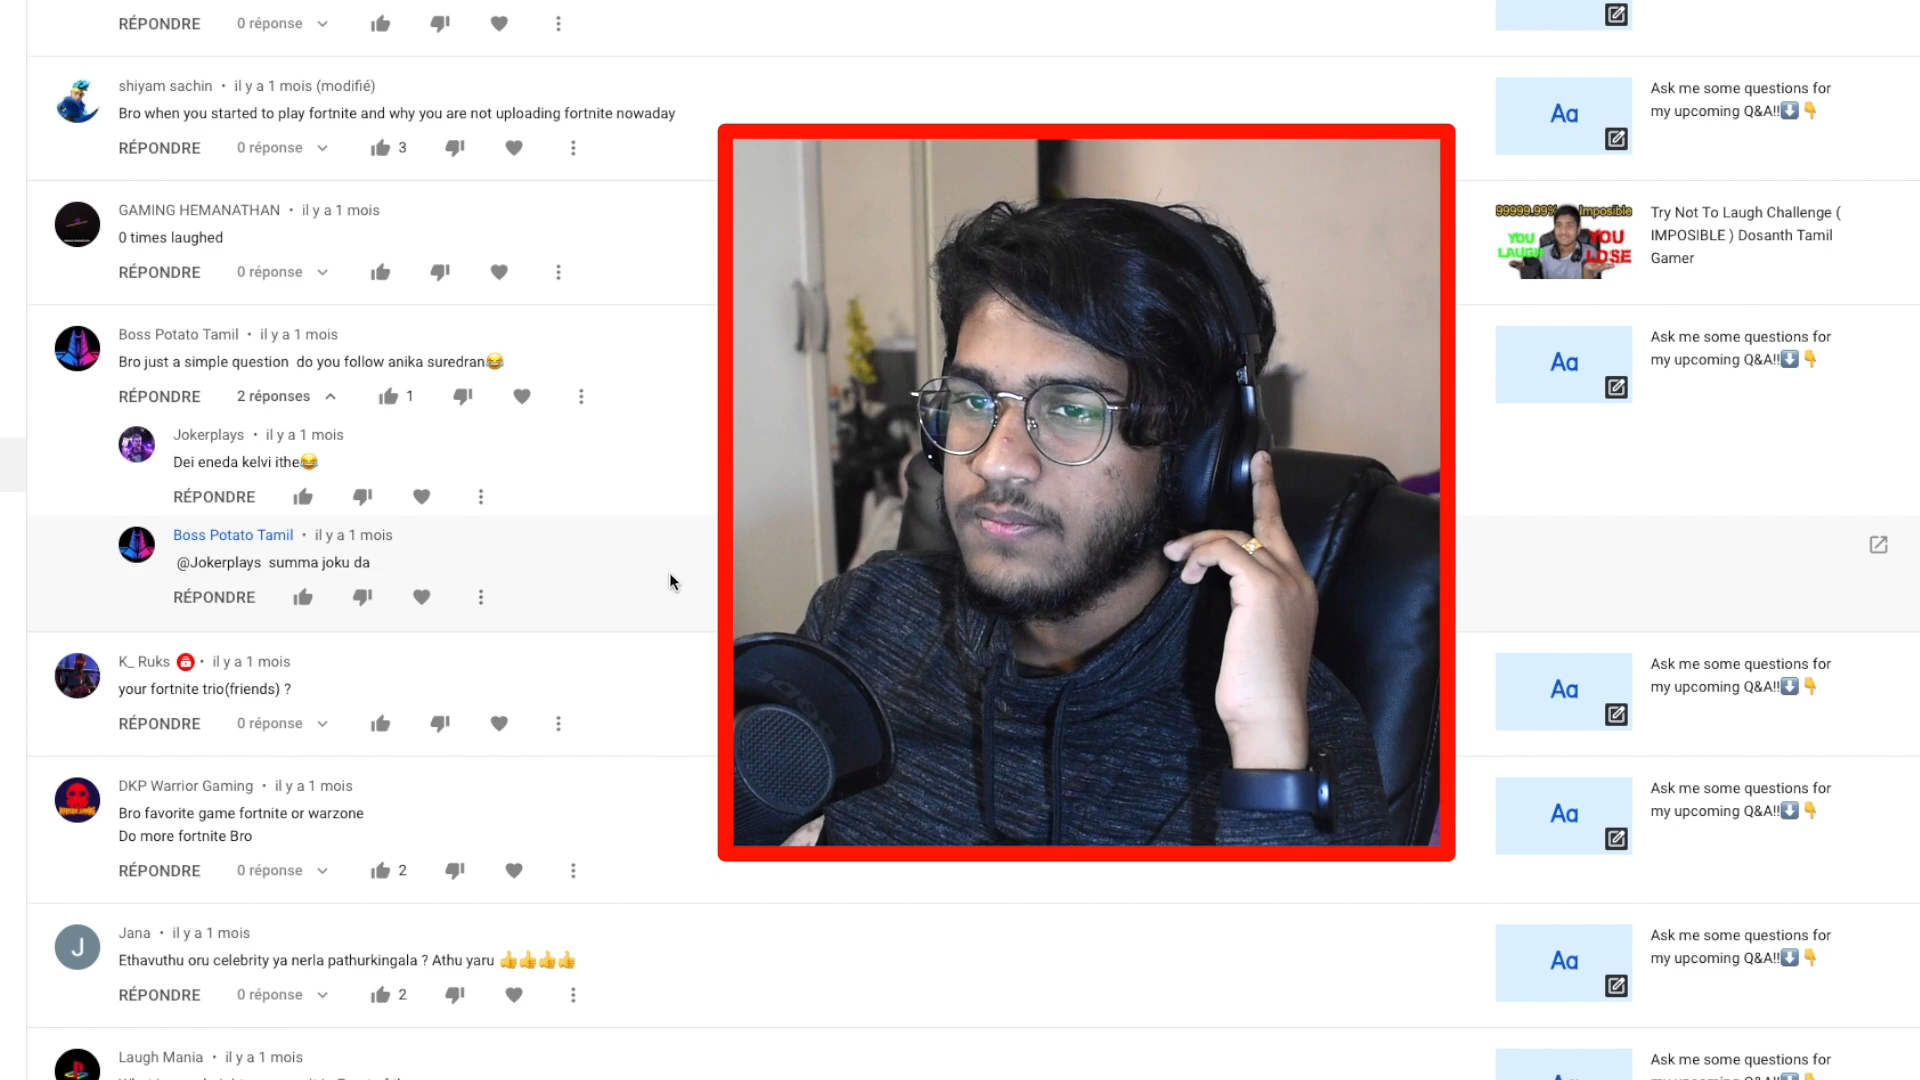 RÉPONDRE 0 réponse
shiyam sachin • il y a 1 mois (modifié)
Bro when you started to play fortnite and why you are not uploading fortnite nowaday
RÉPONDRE 0 réponse 3
Aa
Ask me some questions for
my upcoming Q&A!!⬇️👇
GAMING HEMANATHAN • il y a 1 mois
0 times laughed
RÉPONDRE 0 réponse
99999.99% Imposible
YOU
LAUGH
YOU
LOSE
Try Not To Laugh Challenge (
IMPOSIBLE ) Dosanth Tamil
Gamer
Boss Potato Tamil • il y a 1 mois
Bro just a simple question do you follow anika suredran😂
RÉPONDRE 2 réponses 1
Aa
Ask me some questions for
my upcoming Q&A!!⬇️👇
Jokerplays • il y a 1 mois
Dei eneda kelvi ithe😂
RÉPONDRE
Boss Potato Tamil • il y a 1 mois
@Jokerplays summa joku da
RÉPONDRE
K_ Ruks • il y a 1 mois
your fortnite trio(friends) ?
RÉPONDRE 0 réponse
Aa
Ask me some questions for
my upcoming Q&A!!⬇️👇
DKP Warrior Gaming • il y a 1 mois
Bro favorite game fortnite or warzone
Do more fortnite Bro
RÉPONDRE 0 réponse 2
Aa
Ask me some questions for
my upcoming Q&A!!⬇️👇
J
Jana • il y a 1 mois
Ethavuthu oru celebrity ya nerla pathurkingala ? Athu yaru 👍👍👍👍
RÉPONDRE 0 réponse 2
Aa
Ask me some questions for
my upcoming Q&A!!⬇️👇
Laugh Mania • il y a 1 mois
Ask me some questions for